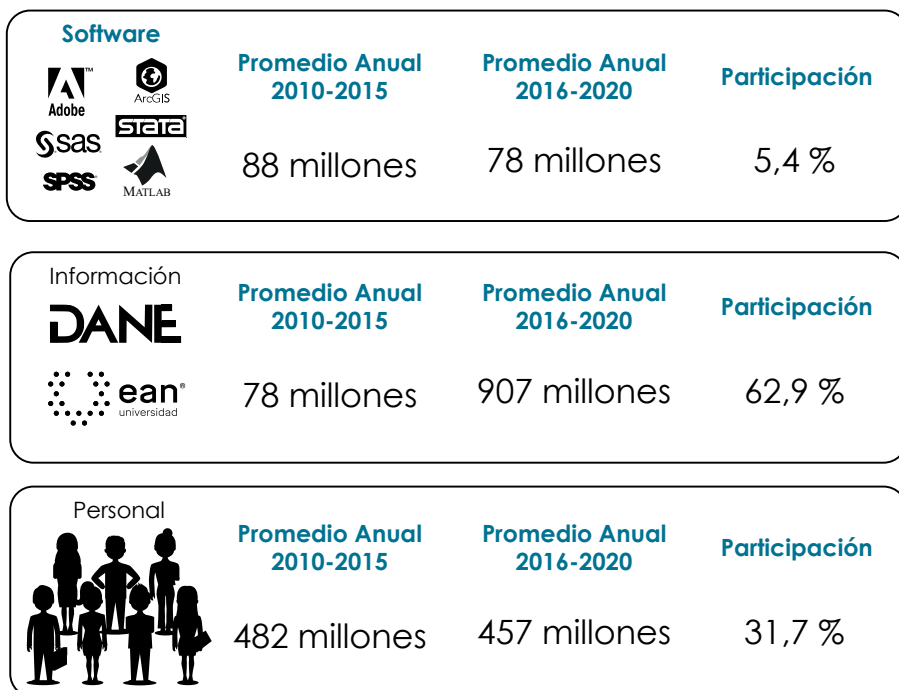 Software
Adobe™
ArcGIS
sas
STATA
SPSS
MATLAB
Promedio Anual
2010-2015
Promedio Anual
2016-2020
Participación
88 millones
78 millones
5,4 %
Información
DANE
ean®
universidad
Promedio Anual
2010-2015
Promedio Anual
2016-2020
Participación
78 millones
907 millones
62,9 %
Personal
Promedio Anual
2010-2015
Promedio Anual
2016-2020
Participación
482 millones
457 millones
31,7 %